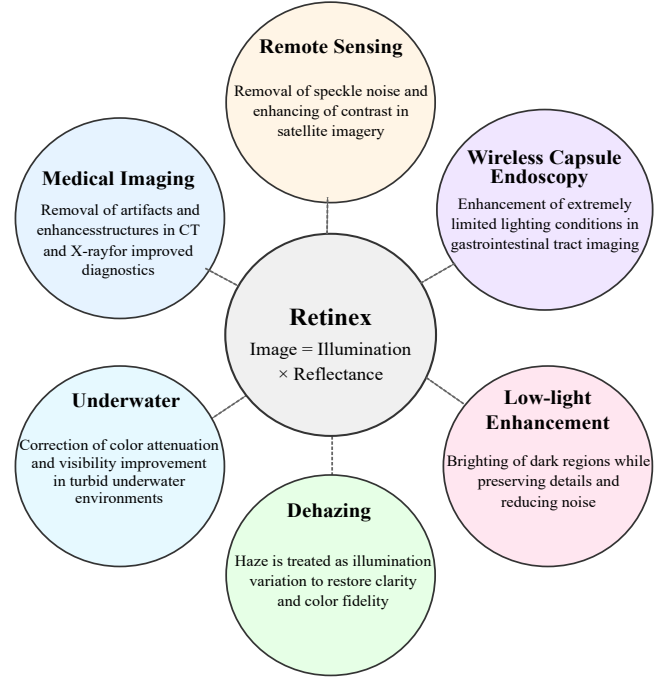 Remote Sensing
Removal of speckle noise and
enhancing of contrast in
satellite imagery
Wireless Capsule
Endoscopy
Enhancement of extremely
limited lighting conditions in
gastrointestinal tract imaging
Medical Imaging
Removal of artifacts and
enhancesstructures in CT
and X-rayfor improved
diagnostics
Retinex
Image = Illumination
× Reflectance
Underwater
Correction of color attenuation
and visibility improvement
in turbid underwater
environments
Low-light
Enhancement
Brighting of dark regions while
preserving details and
reducing noise
Dehazing
Haze is treated as illumination
variation to restore clarity
and color fidelity